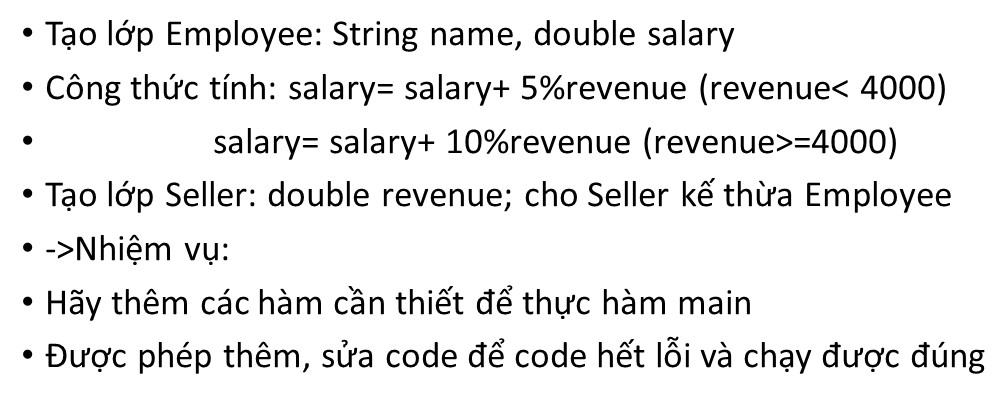 • Tạo lớp Employee: String name, double salary
• Công thức tính: salary= salary+ 5%revenue (revenue< 4000)
• salary= salary+ 10%revenue (revenue>=4000)
• Tạo lớp Seller: double revenue; cho Seller kế thừa Employee
• ->Nhiệm vụ:
• Hãy thêm các hàm cần thiết để thực hàm main
• Được phép thêm, sửa code để code hết lỗi và chạy được đúng